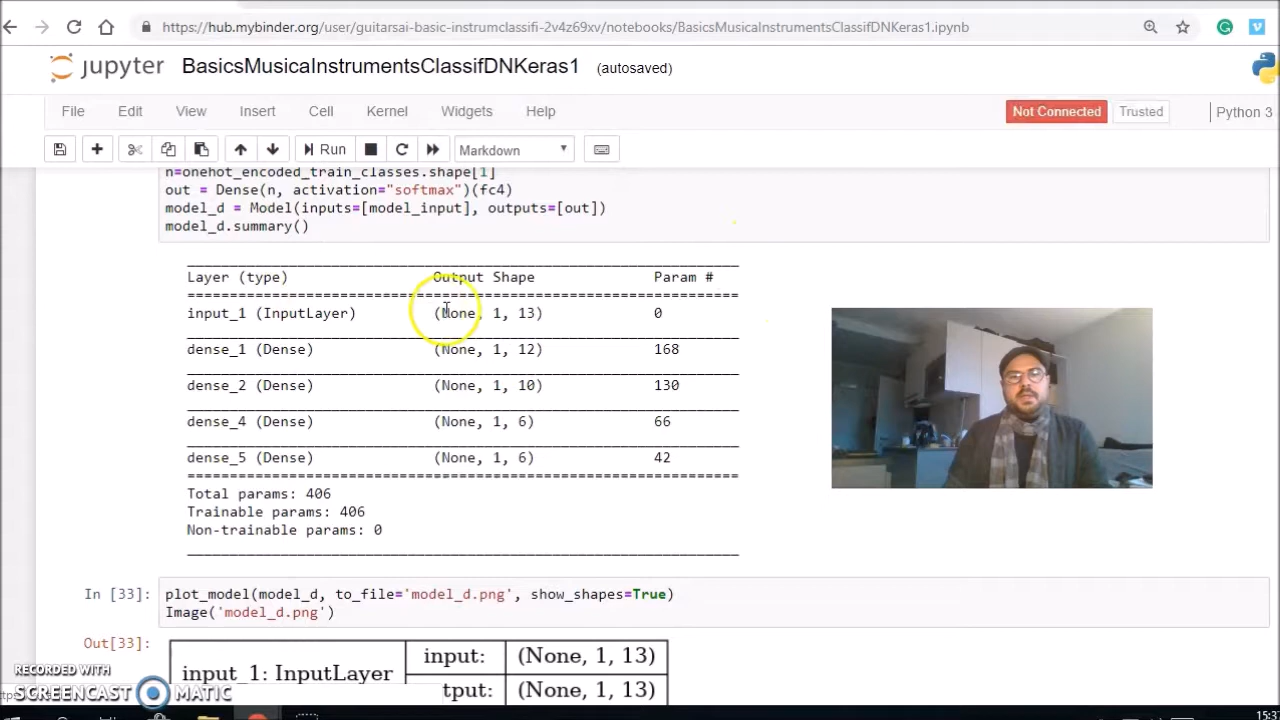 https://hub.mybinder.org/user/guitarsai-basic-instrumclassifi-2v4z69xv/notebooks/BasicsMusicalInstrumentsClassifDNKeras1.ipynb
jupyter BasicsMusicalInstrumentsClassifDNKeras1 (autosaved)
File Edit View Insert Cell Kernel Widgets Help Not Connected Trusted Python 3
Run Markdown
n=onehot_encoded_train_classes.shape[1]
out = Dense(n, activation="softmax")(fc4)
model_d = Model(inputs=[model_input], outputs=[out])
model_d.summary()
Layer (type) Output Shape Param #
input_1 (InputLayer) (None, 1, 13) 0
dense_1 (Dense) (None, 1, 12) 168
dense_2 (Dense) (None, 1, 10) 130
dense_4 (Dense) (None, 1, 6) 66
dense_5 (Dense) (None, 1, 6) 42
Total params: 406
Trainable params: 406
Non-trainable params: 0
In [33]: plot_model(model_d, to_file='model_d.png', show_shapes=True)
Image('model_d.png')
Out[33]:
input_1: InputLayer
input: (None, 1, 13)
tput: (None, 1, 13)
RECORDED WITH
SCREENCAST MATIC